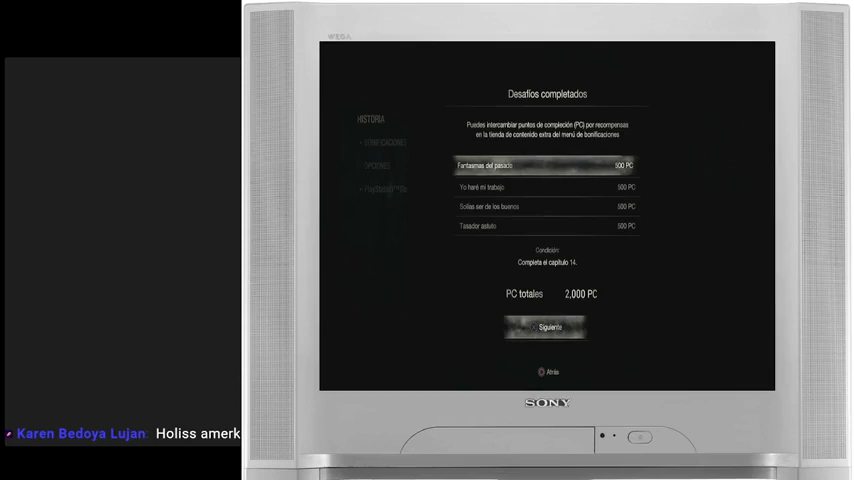 WEGA
Desafíos completados
HISTORIA
Puedes intercambiar puntos de compleción (PC) por recompensas
en la tienda de contenido extra del menú de bonificaciones
BONIFICACIONES
Fantasmas del pasado 500 PC
OPCIONES
Yo haré mi trabajo 500 PC
Solías ser de los buenos 500 PC
Tasador astuto 500 PC
Condición:
Completa el capítulo 14.
PC totales 2,000 PC
Siguiente
Atrás
SONY
Karen Bedoya Lujan: Holiss amerk